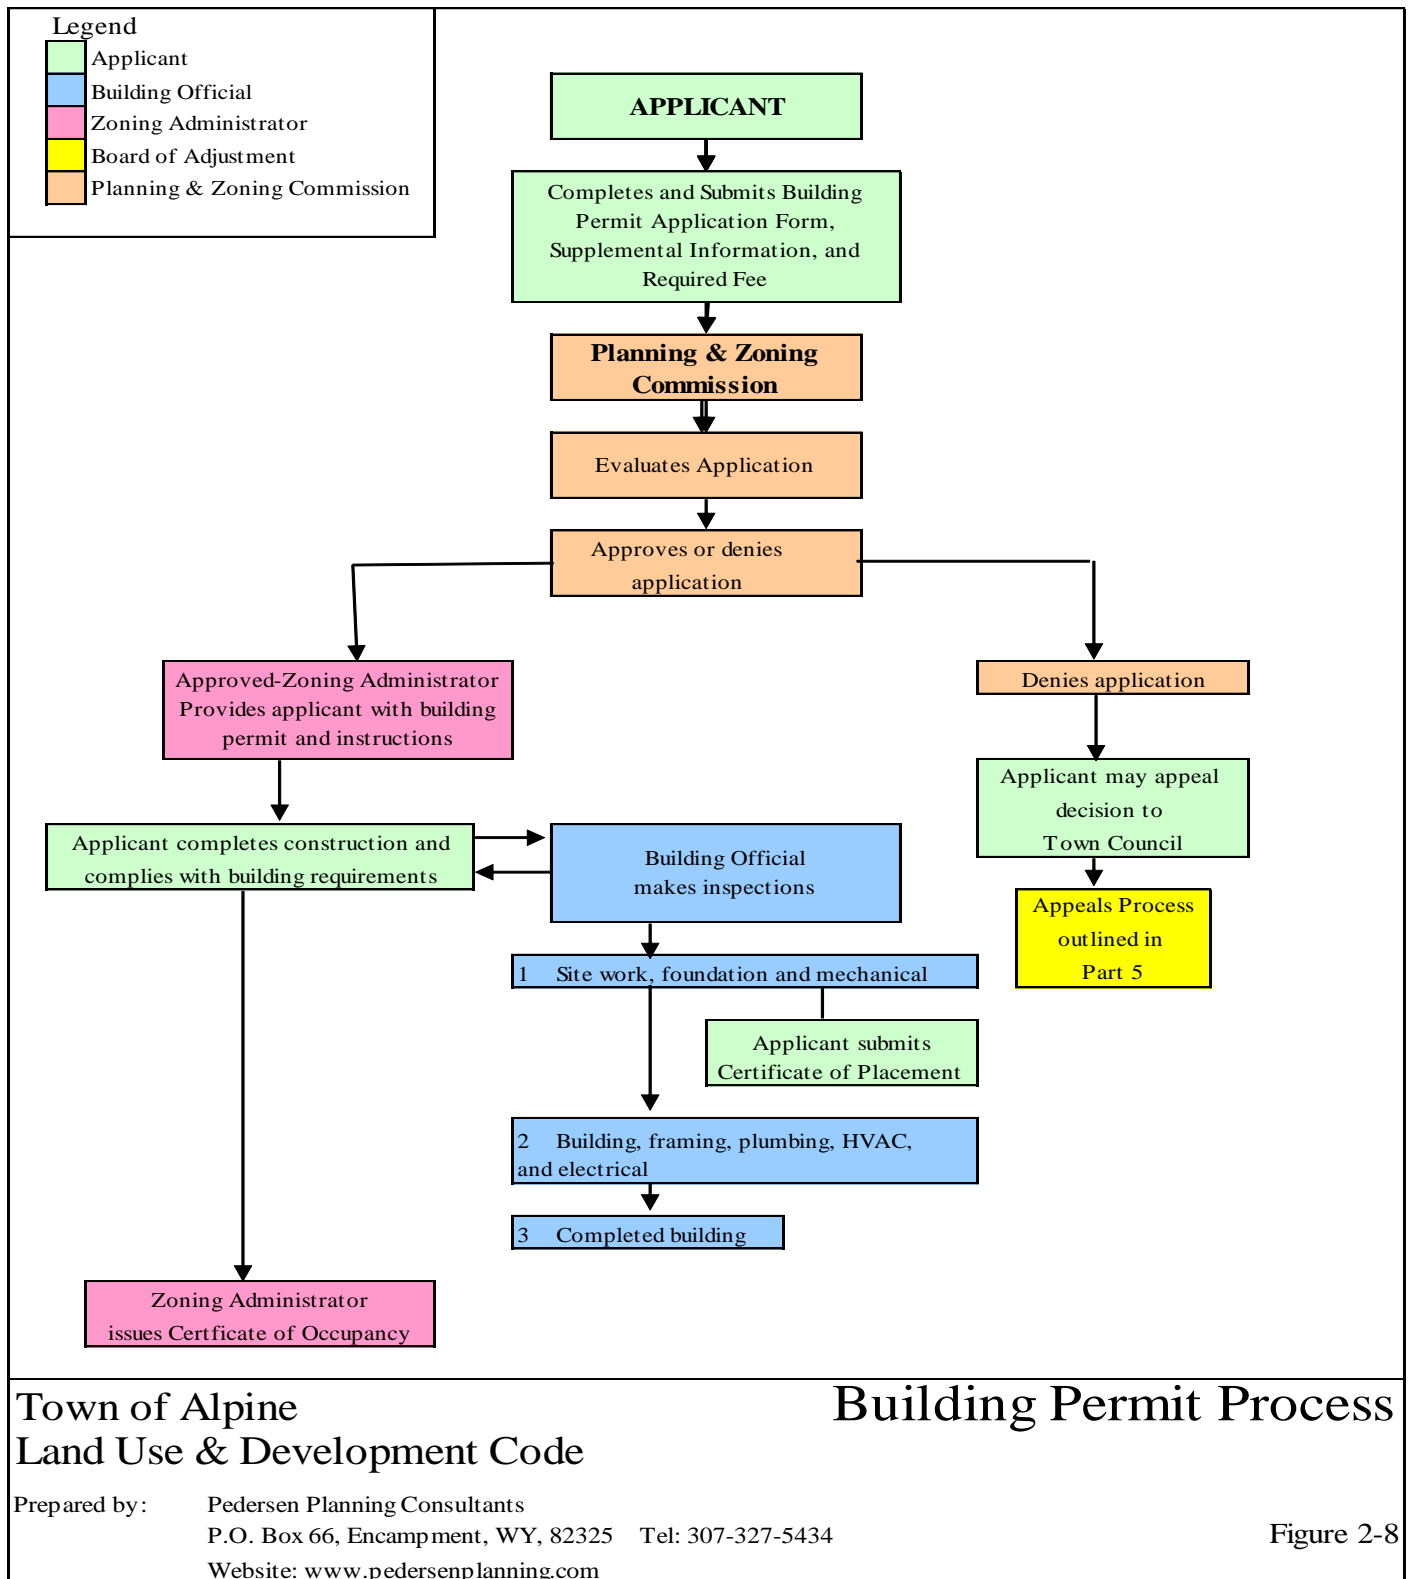 Legend
Applicant
Building Official
Zoning Administrator
Board of Adjustment
Planning & Zoning Commission
APPLICANT
Completes and Submits Building
Permit Application Form,
Supplemental Information, and
Required Fee
Planning & Zoning
Commission
Evaluates Application
Approves or denies
application
Approved-Zoning Administrator
Provides applicant with building
permit and instructions
Denies application
Applicant may appeal
decision to
Town Council
Applicant completes construction and
complies with building requirements
Building Official
makes inspections
Appeals Process
outlined in
Part 5
1 Site work, foundation and mechanical
Applicant submits
Certificate of Placement
2 Building, framing, plumbing, HVAC,
and electrical
3 Completed building
Zoning Administrator
issues Certficate of Occupancy
Town of Alpine
Land Use & Development Code
Building Permit Process
Prepared by: Pedersen Planning Consultants
P.O. Box 66, Encampment, WY, 82325 Tel: 307-327-5434
Website: www.pedersenplanning.com
Figure 2-8